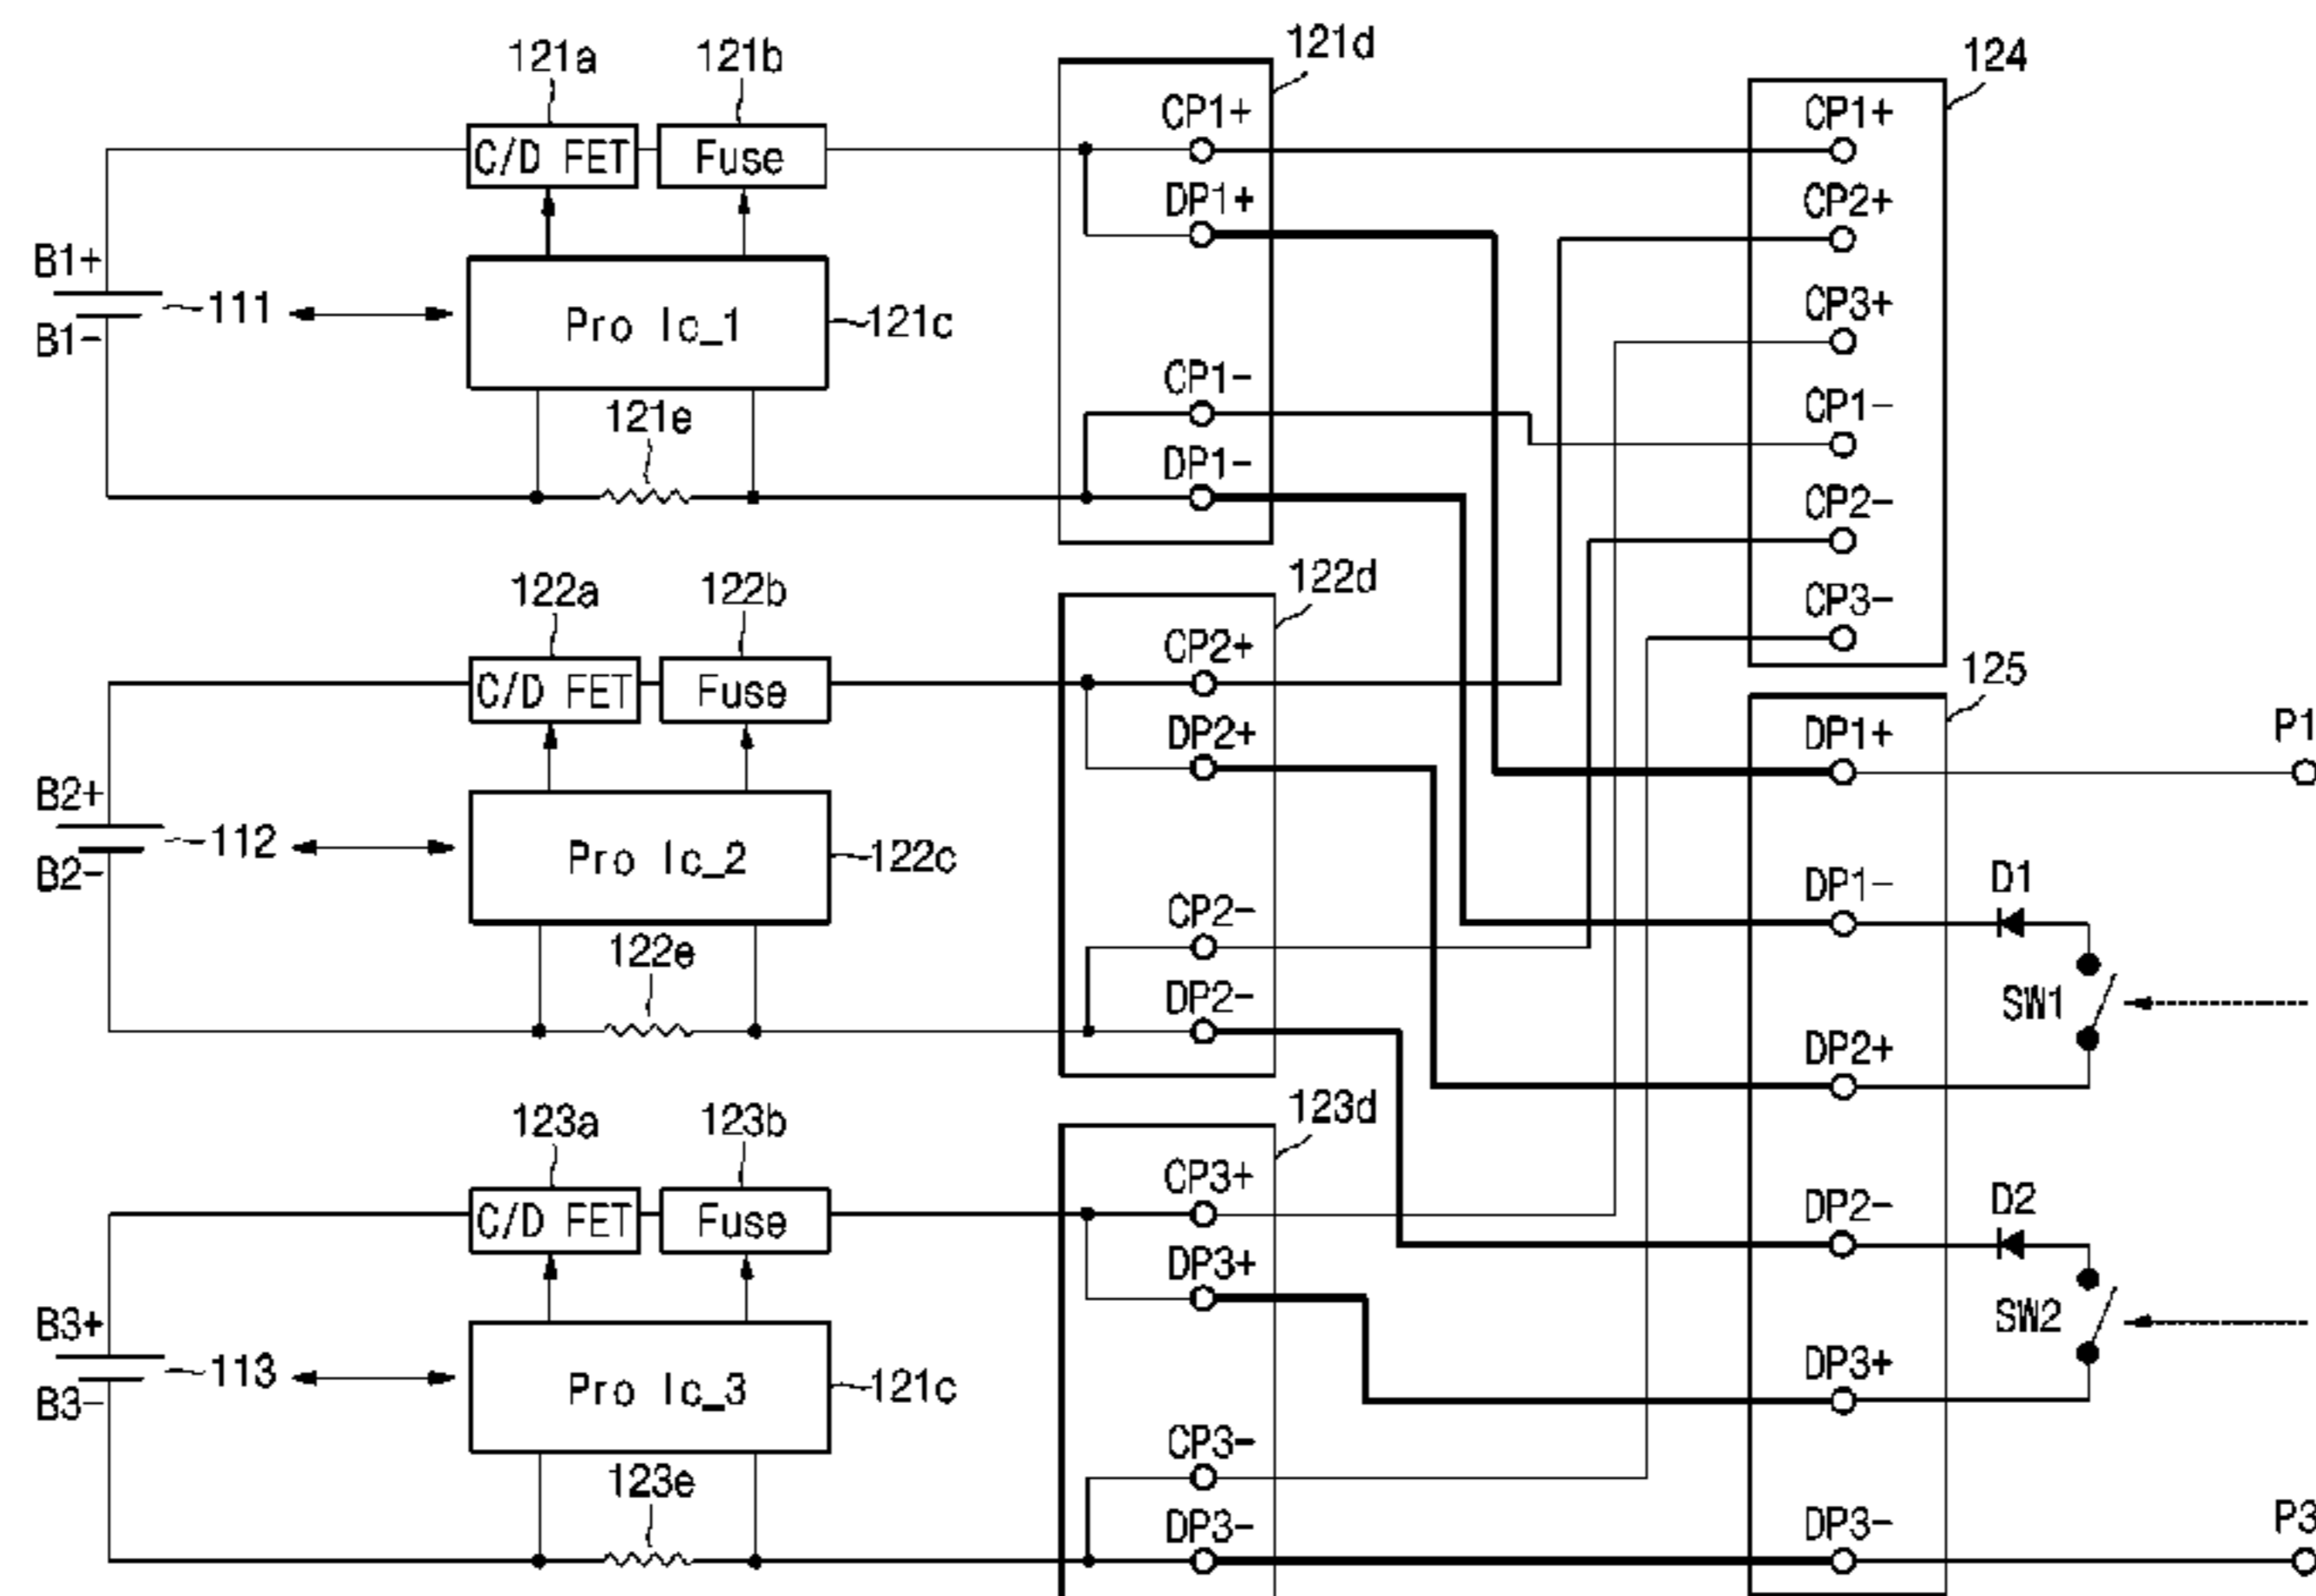 121a
121b
121d
124
C/D FET
Fuse
CP1+
DP1+
CP1+
CP2+
B1+
111
B1-
Pro Ic_1
121c
CP3+
121e
CP1-
DP1-
CP1-
CP2-
CP3-
122a
122b
122d
C/D FET
Fuse
CP2+
DP2+
125
DP1+
P1
B2+
112
B2-
Pro Ic_2
122c
122e
CP2-
DP2-
DP1-
D1
SW1
DP2+
123a
123b
123d
C/D FET
Fuse
CP3+
DP3+
DP2-
D2
SW2
DP3+
B3+
113
B3-
Pro Ic_3
121c
123e
CP3-
DP3-
DP3-
P3